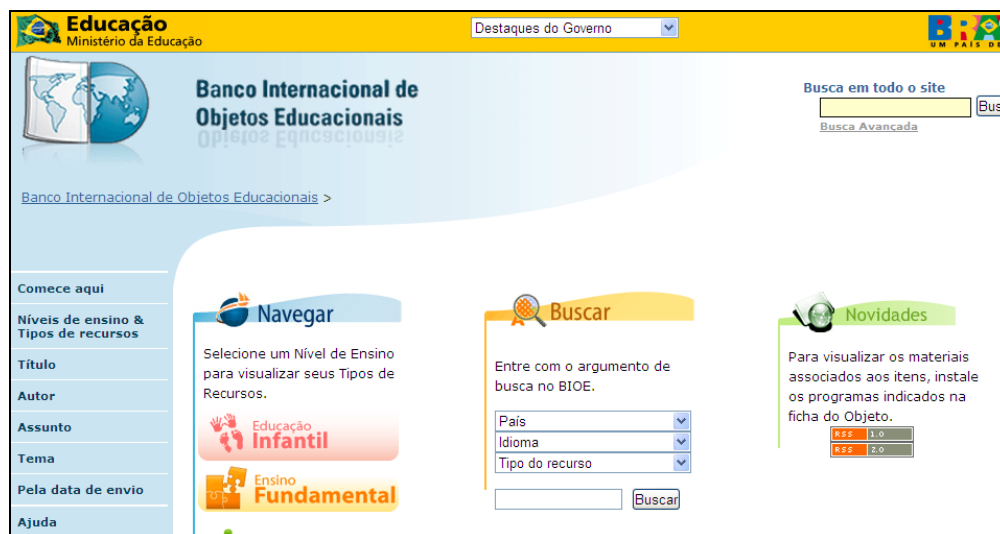 Educação
Ministério da Educação
Destaques do Governo
UM PAÍS DE
Banco Internacional de
Objetos Educacionais
Busca em todo o site
Bus
Busca Avançada
Banco Internacional de Objetos Educacionais >
Comece aqui
Níveis de ensino &
Tipos de recursos
Título
Autor
Assunto
Tema
Pela data de envio
Ajuda
Navegar
Selecione um Nível de Ensino
para visualizar seus Tipos de
Recursos.
Educação
Infantil
Ensino
Fundamental
Buscar
Entre com o argumento de
busca no BIOE.
País
Idioma
Tipo do recurso
Buscar
Novidades
Para visualizar os materiais
associados aos itens, instale
os programas indicados na
ficha do Objeto.
RSS 1.0
RSS 2.0